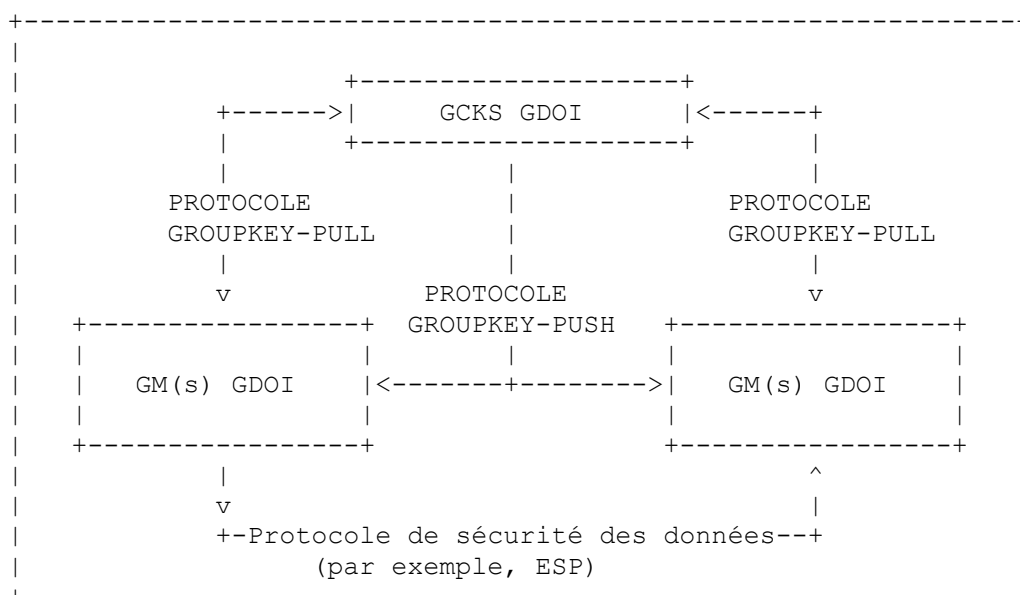 GCKS GDOI
PROTOCOLE PROTOCOLE
GROUPKEY-PULL GROUPKEY-PULL
PROTOCOLE
GROUPKEY-PUSH
GM(s) GDOI GM(s) GDOI
Protocole de sécurité des données
(par exemple, ESP)